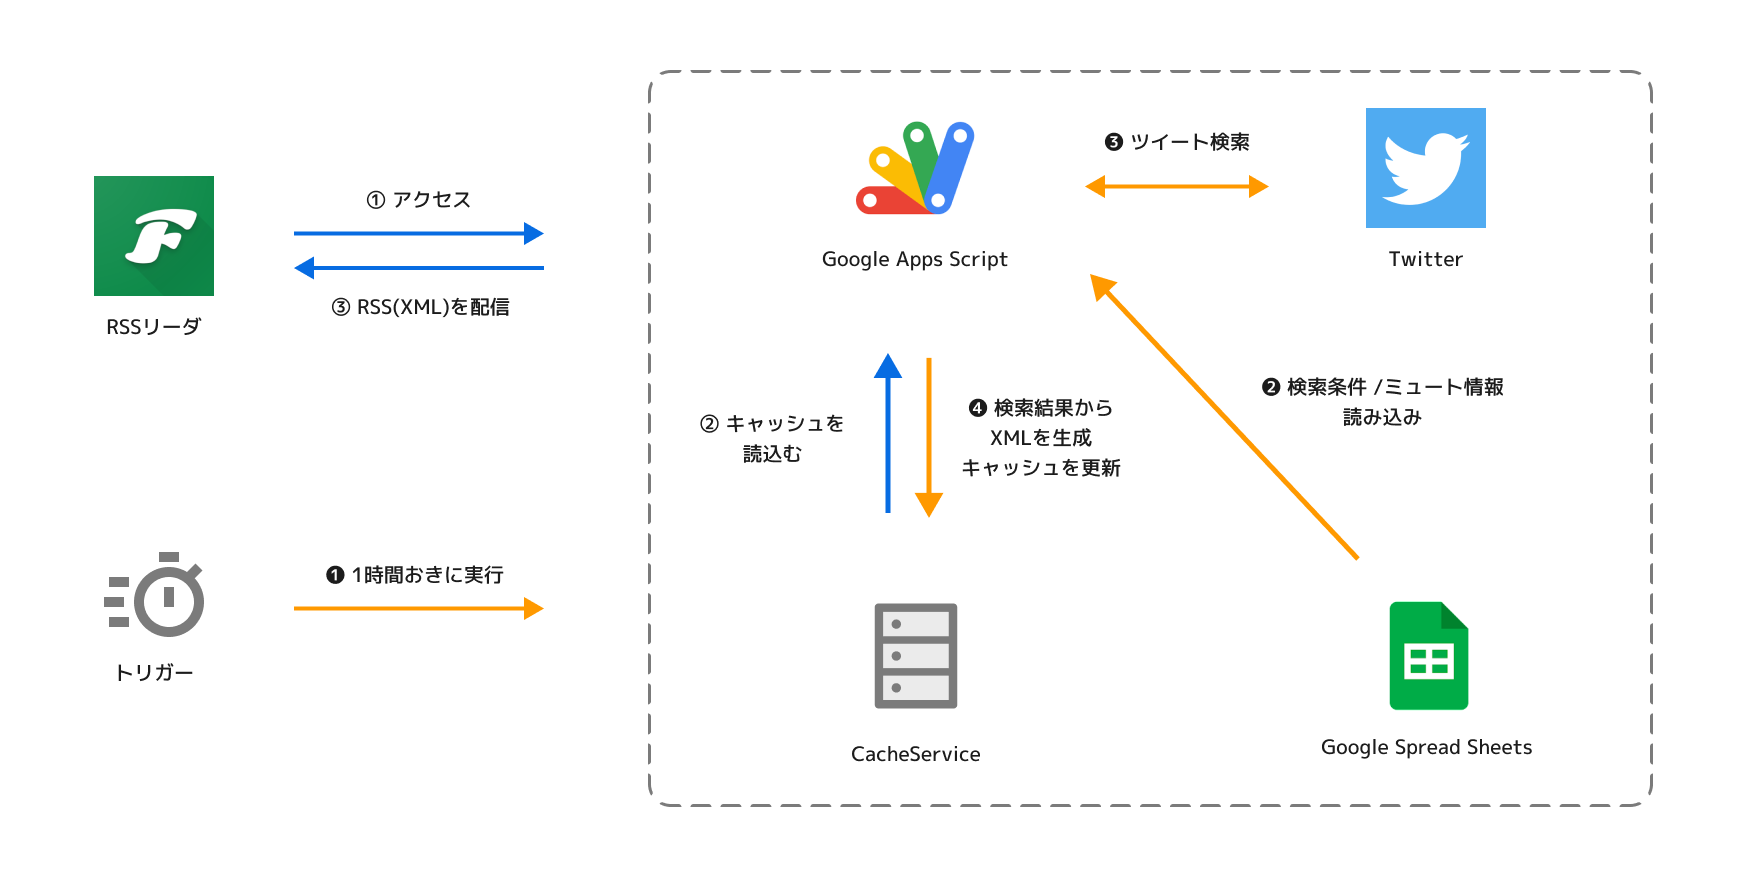 ① アクセス
③ RSS(XML)を配信
RSSリーダ
❶ 1時間おきに実行
トリガー
Google Apps Script
❸ ツイート検索
Twitter
② キャッシュを
読込む
❹ 検索結果から
XMLを生成
キャッシュを更新
❷ 検索条件 /ミュート情報
読み込み
CacheService
Google Spread Sheets